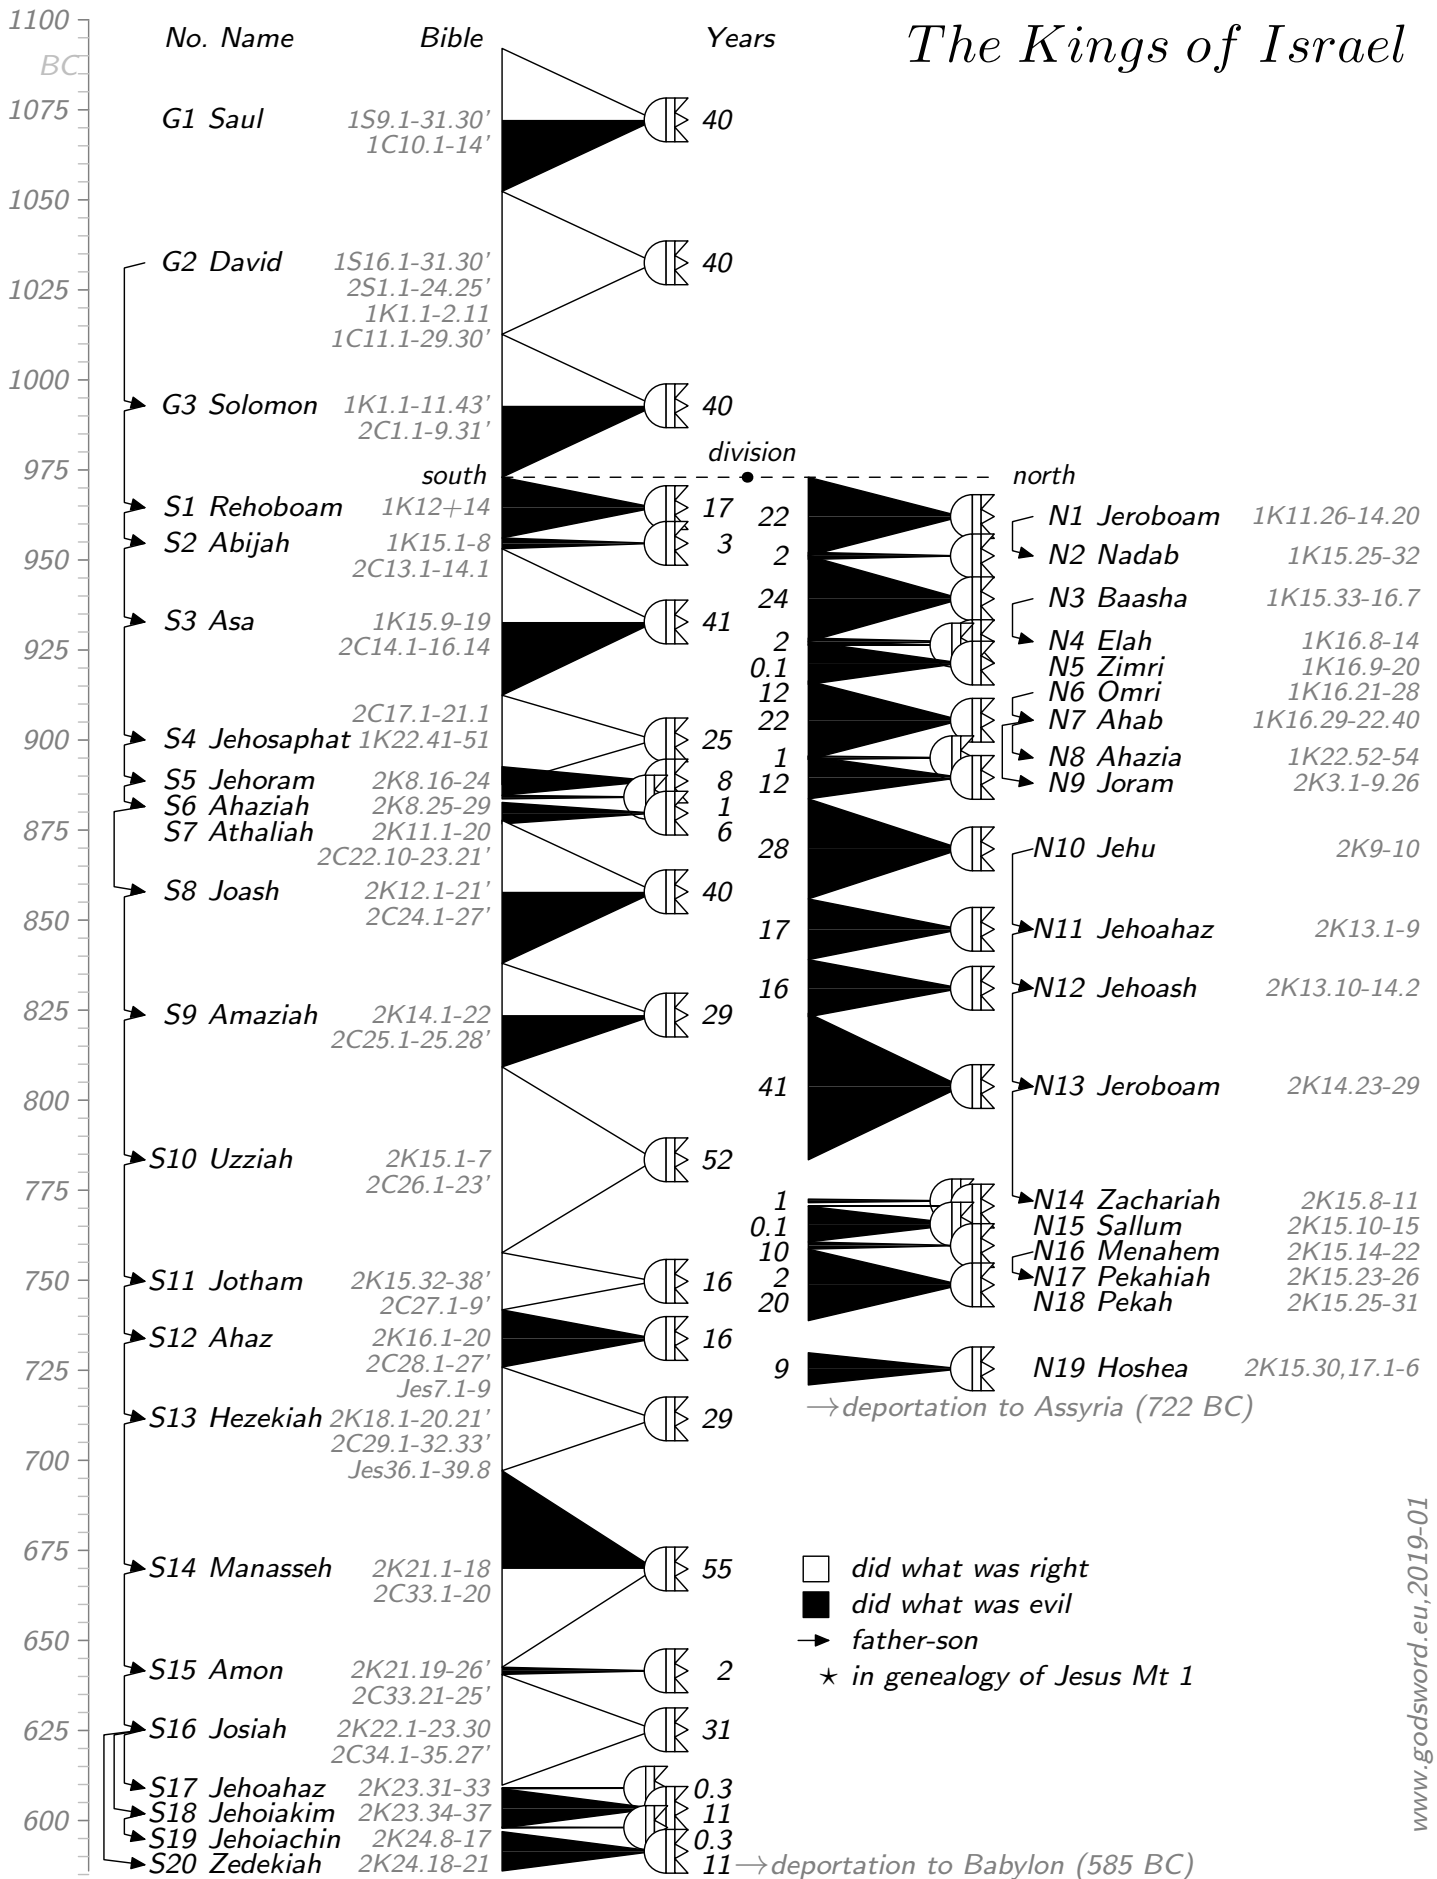 The Kings of Israel
No. Name Bible Years
1100
BC
1075
1050
1025
1000
975
950
925
900
875
850
825
800
775
750
725
700
675
650
625
600
G1 Saul 1S9.1-31.30' 40
1C10.1-14'
G2 David 1S16.1-31.30' 40
2S1.1-24.25'
1K1.1-2.11
1C11.1-29.30'
G3 Solomon 1K1.1-11.43' 40
2C1.1-9.31'
division
south
north
S1 Rehoboam 1K12+14 17
S2 Abijah 1K15.1-8 3
2C13.1-14.1
S3 Asa 1K15.9-19 41
2C14.1-16.14
2C17.1-21.1
S4 Jehosaphat 1K22.41-51 25
S5 Jehoram 2K8.16-24 8
S6 Ahaziah 2K8.25-29 1
S7 Athaliah 2K11.1-20 6
2C22.10-23.21'
S8 Joash 2K12.1-21' 40
2C24.1-27'
S9 Amaziah 2K14.1-22 29
2C25.1-25.28'
S10 Uzziah 2K15.1-7 52
2C26.1-23'
S11 Jotham 2K15.32-38' 16
2C27.1-9'
S12 Ahaz 2K16.1-20 16
2C28.1-27'
Jes7.1-9
S13 Hezekiah 2K18.1-20.21' 29
2C29.1-32.33'
Jes36.1-39.8
S14 Manasseh 2K21.1-18 55
2C33.1-20
S15 Amon 2K21.19-26' 2
2C33.21-25'
S16 Josiah 2K22.1-23.30 31
2C34.1-35.27'
S17 Jehoahaz 2K23.31-33 0.3
S18 Jehoiakim 2K23.34-37 11
S19 Jehoiachin 2K24.8-17 0.3
S20 Zedekiah 2K24.18-21 11 →deportation to Babylon (585 BC)
22 N1 Jeroboam 1K11.26-14.20
2 N2 Nadab 1K15.25-32
24 N3 Baasha 1K15.33-16.7
2 N4 Elah 1K16.8-14
0.1 N5 Zimri 1K16.9-20
12 N6 Omri 1K16.21-28
22 N7 Ahab 1K16.29-22.40
1 N8 Ahazia 1K22.52-54
12 N9 Joram 2K3.1-9.26
28 N10 Jehu 2K9-10
17 N11 Jehoahaz 2K13.1-9
16 N12 Jehoash 2K13.10-14.2
41 N13 Jeroboam 2K14.23-29
1 N14 Zachariah 2K15.8-11
0.1 N15 Sallum 2K15.10-15
10 N16 Menahem 2K15.14-22
2 N17 Pekahiah 2K15.23-26
20 N18 Pekah 2K15.25-31
9 N19 Hoshea 2K15.30,17.1-6
→deportation to Assyria (722 BC)
did what was right
did what was evil
father-son
⋆ in genealogy of Jesus Mt 1
www.godsword.eu,2019-01